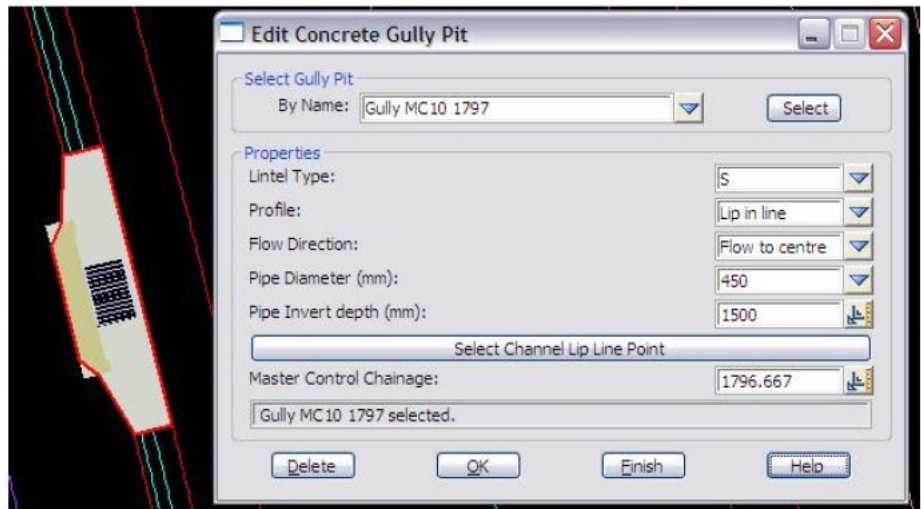 Edit Concrete Gully Pit
Select Gully Pit
By Name: Gully MC10 1797 Select
Properties
Lintel Type: S
Profile: Lip in line
Flow Direction: Flow to centre
Pipe Diameter (mm): 450
Pipe Invert depth (mm): 1500
Select Channel Lip Line Point
Master Control Chainage: 1796.667
Gully MC10 1797 selected.
Delete OK Finish Help